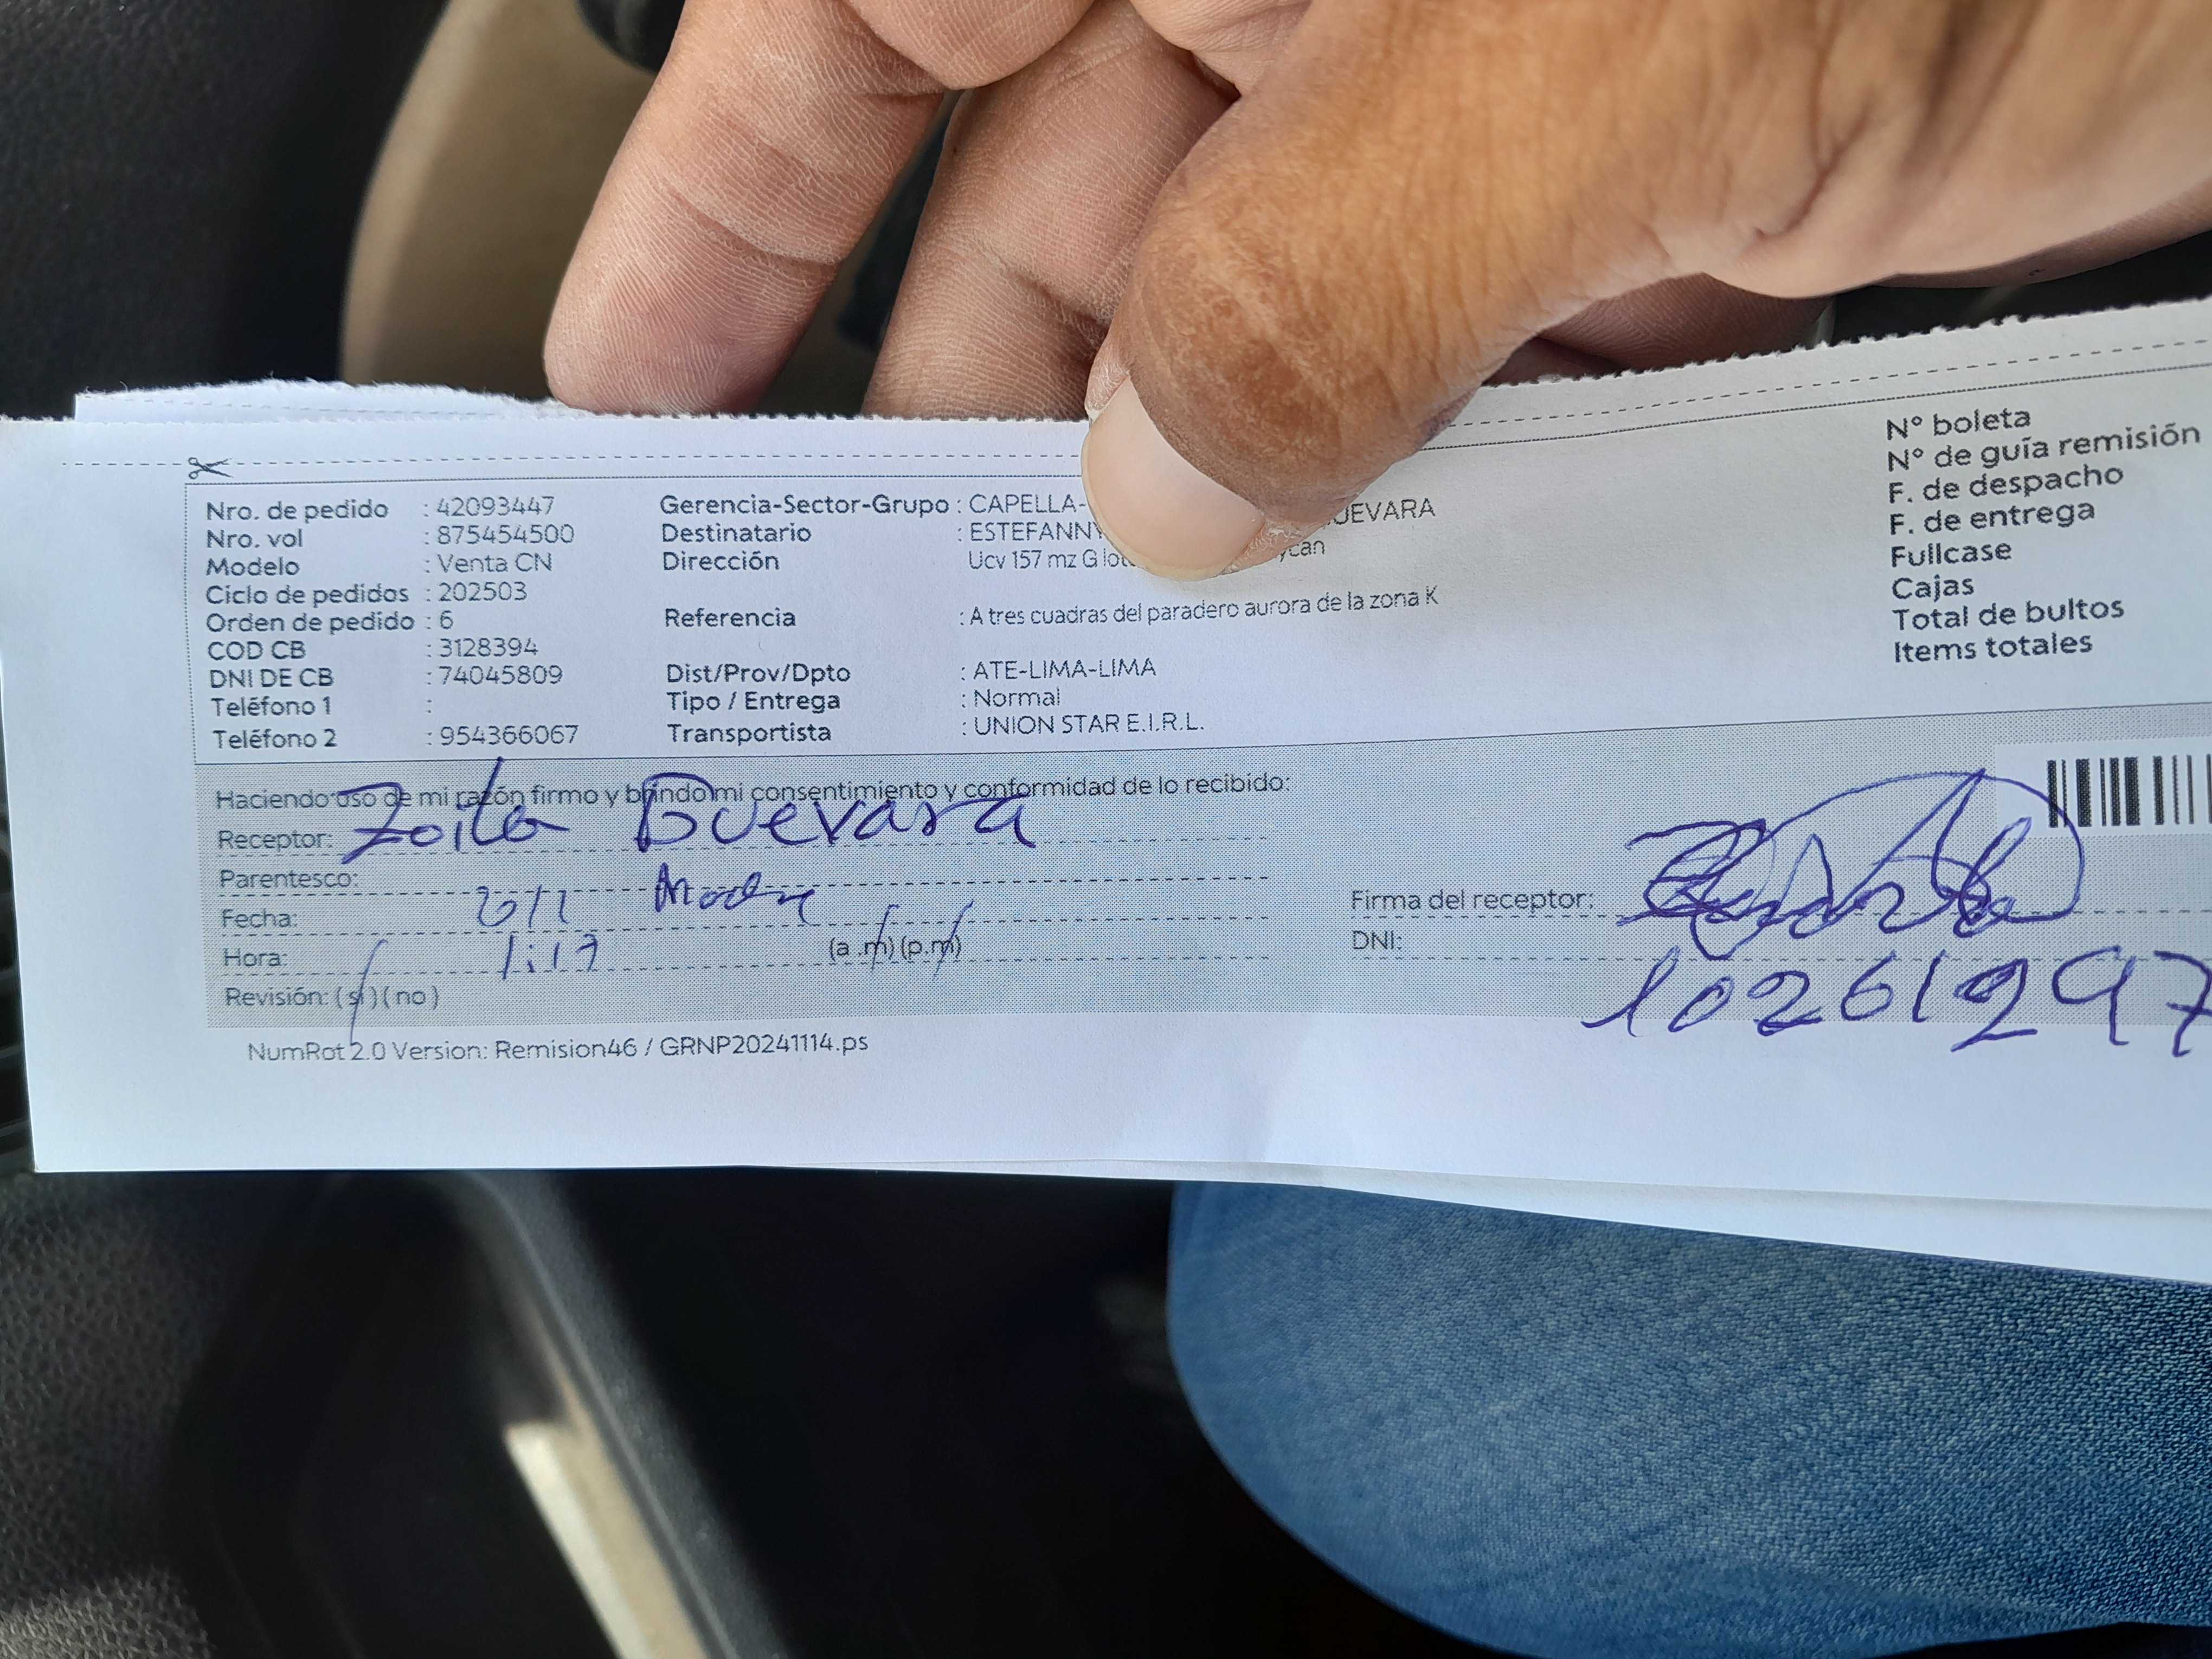 Nro. de pedido : 42093447
Nro. vol : 875454500
Modelo : Venta CN
Ciclo de pedidos : 202503
Orden de pedido : 6
COD CB : 3128394
DNI DE CB : 74045809
Teléfono 1 :
Teléfono 2 : 954366067
Gerencia-Sector-Grupo : CAPELLA-
Destinatario : ESTEFANNY UEVARA
Dirección Ucv 157 mz G
Referencia : A tres cuadras del paradero aurora de la zona K
Dist/Prov/Dpto : ATE-LIMA-LIMA
Tipo / Entrega : Normal
Transportista : UNION STAR E.I.R.L.
N° boleta
N° de guía remisión
F. de despacho
F. de entrega
Fullcase
Cajas
Total de bultos
Items totales
Haciendo uso de mi razón firmo y brindo mi consentimiento y conformidad de lo recibido:
Receptor: Zoila Guevara
Parentesco: Madre
Fecha:
Hora: 1:17 (a .m) (p.m)
Revisión: ( si ) ( no )
Firma del receptor:
DNI: 10261297
NumRot 2.0 Version: Remision46 / GRNP20241114.ps